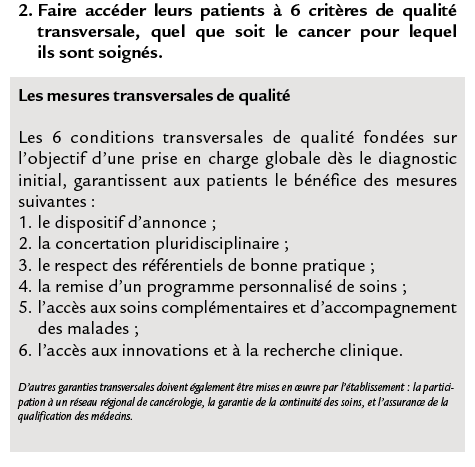 2. Faire accéder leurs patients à 6 critères de qualité
transversale, quel que soit le cancer pour lequel
ils sont soignés.
Les mesures transversales de qualité
Les 6 conditions transversales de qualité fondées sur
l’objectif d’une prise en charge globale dès le diagnostic
initial, garantissent aux patients le bénéfice des mesures
suivantes :
1. le dispositif d’annonce ;
2. la concertation pluridisciplinaire ;
3. le respect des référentiels de bonne pratique ;
4. la remise d’un programme personnalisé de soins ;
5. l’accès aux soins complémentaires et d’accompagnement
des malades ;
6. l’accès aux innovations et à la recherche clinique.
D’autres garanties transversales doivent également être mises en œuvre par l’établissement : la partici-
pation à un réseau régional de cancérologie, la garantie de la continuité des soins, et l’assurance de la
qualification des médecins.